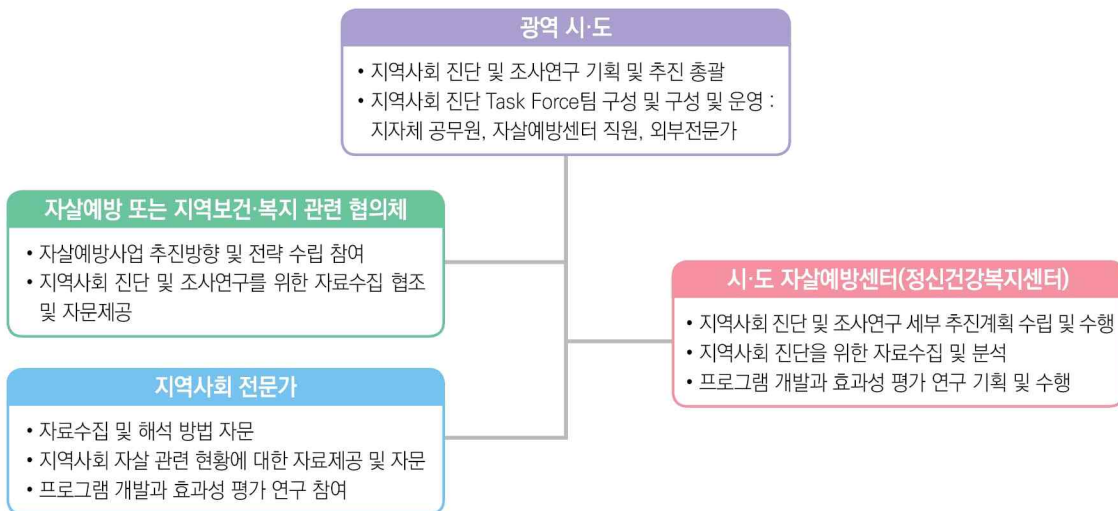 광역 시·도
• 지역사회 진단 및 조사연구 기획 및 추진 총괄
• 지역사회 진단 Task Force팀 구성 및 구성 및 운영 :
지자체 공무원, 자살예방센터 직원, 외부전문가
자살예방 또는 지역보건·복지 관련 협의체
• 자살예방사업 추진방향 및 전략 수립 참여
• 지역사회 진단 및 조사연구를 위한 자료수집 협조
및 자문제공
시·도 자살예방센터(정신건강복지센터)
• 지역사회 진단 및 조사연구 세부 추진계획 수립 및 수행
• 지역사회 진단을 위한 자료수집 및 분석
• 프로그램 개발과 효과성 평가 연구 기획 및 수행
지역사회 전문가
• 자료수집 및 해석 방법 자문
• 지역사회 자살 관련 현황에 대한 자료제공 및 자문
• 프로그램 개발과 효과성 평가 연구 참여